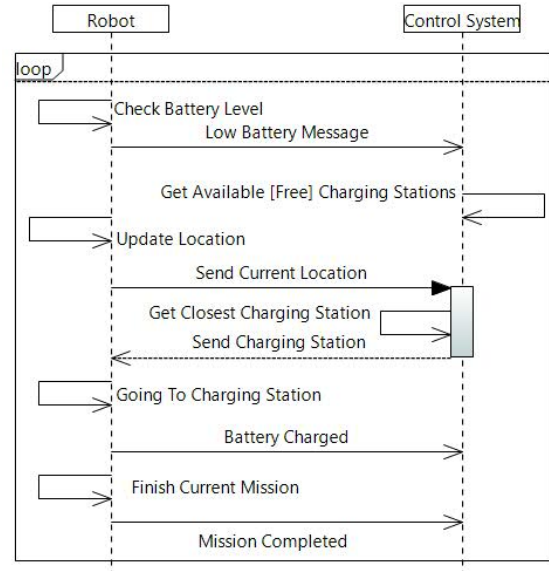 Robot
Control System
loop
Check Battery Level
Low Battery Message
Get Available [Free] Charging Stations
Update Location
Send Current Location
Get Closest Charging Station
Send Charging Station
Going To Charging Station
Battery Charged
Finish Current Mission
Mission Completed